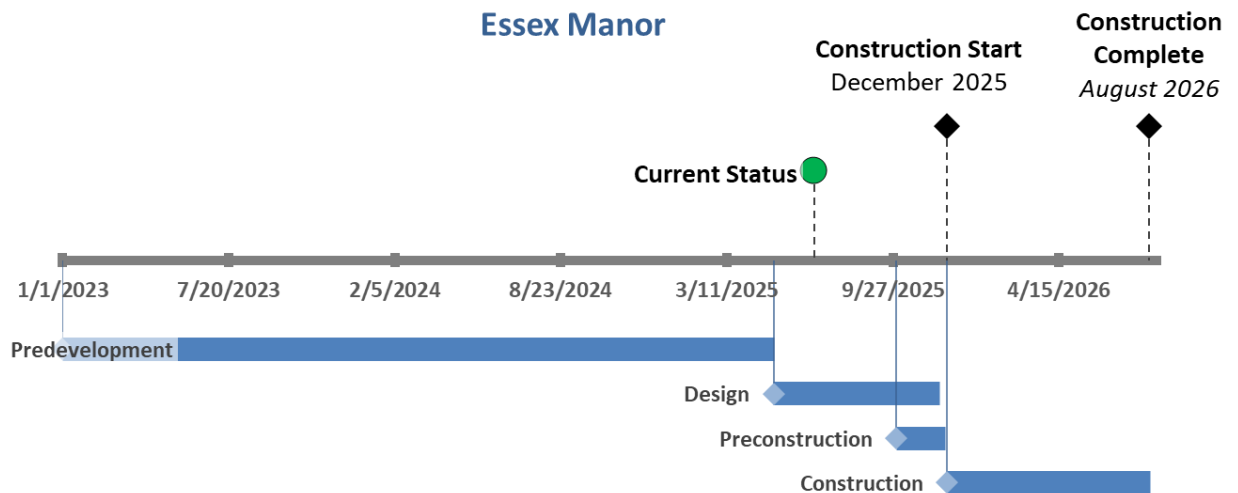 Essex Manor
Construction Start
December 2025
Construction
Complete
August 2026
Current Status
1/1/2023 7/20/2023 2/5/2024 8/23/2024 3/11/2025 9/27/2025 4/15/2026
Predevelopment
Design
Preconstruction
Construction